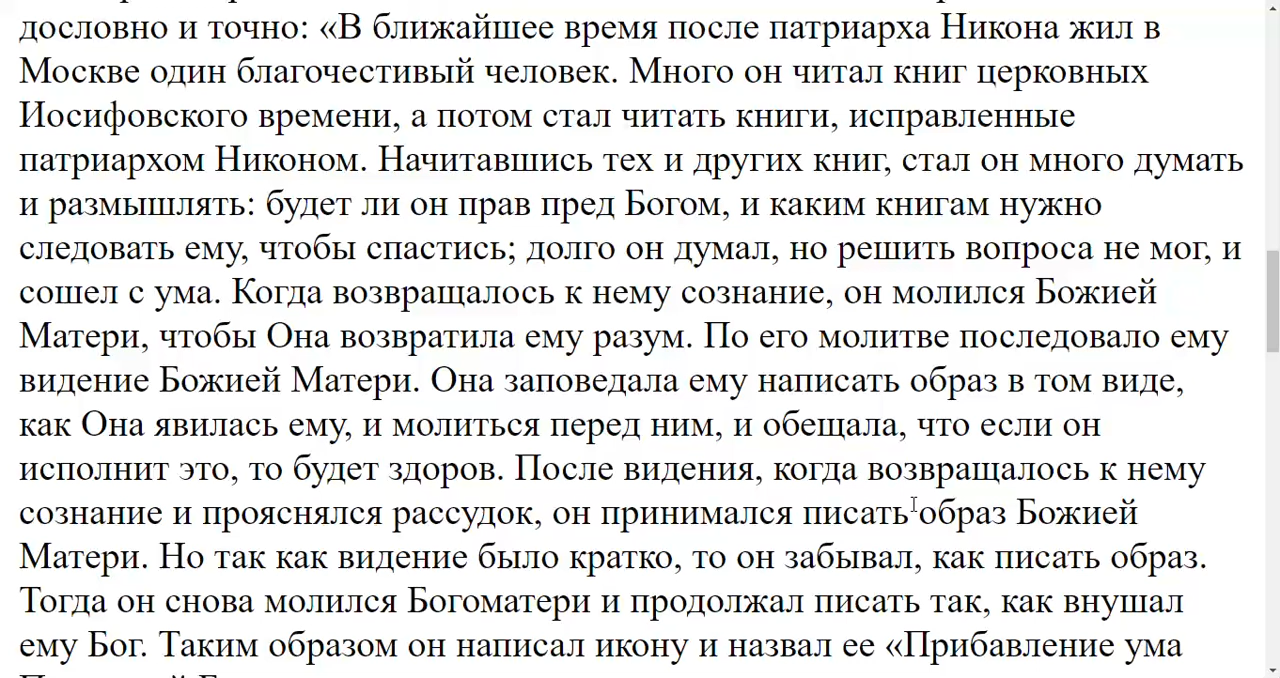 дословно и точно: «В ближайшее время после патриарха Никона жил в
Москве один благочестивый человек. Много он читал книг церковных
Иосифовского времени, а потом стал читать книги, исправленные
патриархом Никоном. Начитавшись тех и других книг, стал он много думать
и размышлять: будет ли он прав пред Богом, и каким книгам нужно
следовать ему, чтобы спастись; долго он думал, но решить вопроса не мог, и
сошел с ума. Когда возвращалось к нему сознание, он молился Божией
Матери, чтобы Она возвратила ему разум. По его молитве последовало ему
видение Божией Матери. Она заповедала ему написать образ в том виде,
как Она явилась ему, и молиться перед ним, и обещала, что если он
исполнит это, то будет здоров. После видения, когда возвращалось к нему
сознание и прояснялся рассудок, он принимался писать образ Божией
Матери. Но так как видение было кратко, то он забывал, как писать образ.
Тогда он снова молился Богоматери и продолжал писать так, как внушал
ему Бог. Таким образом он написал икону и назвал ее «Прибавление ума